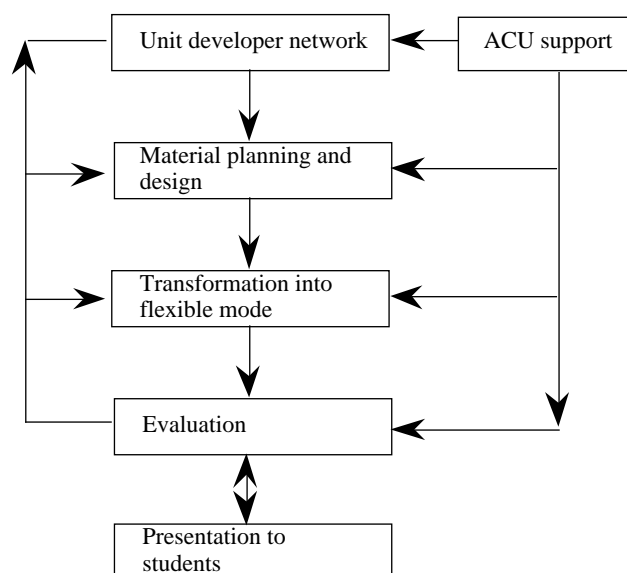 Unit developer network
ACU support
Material planning and
design
Transformation into
flexible mode
Evaluation
Presentation to
students